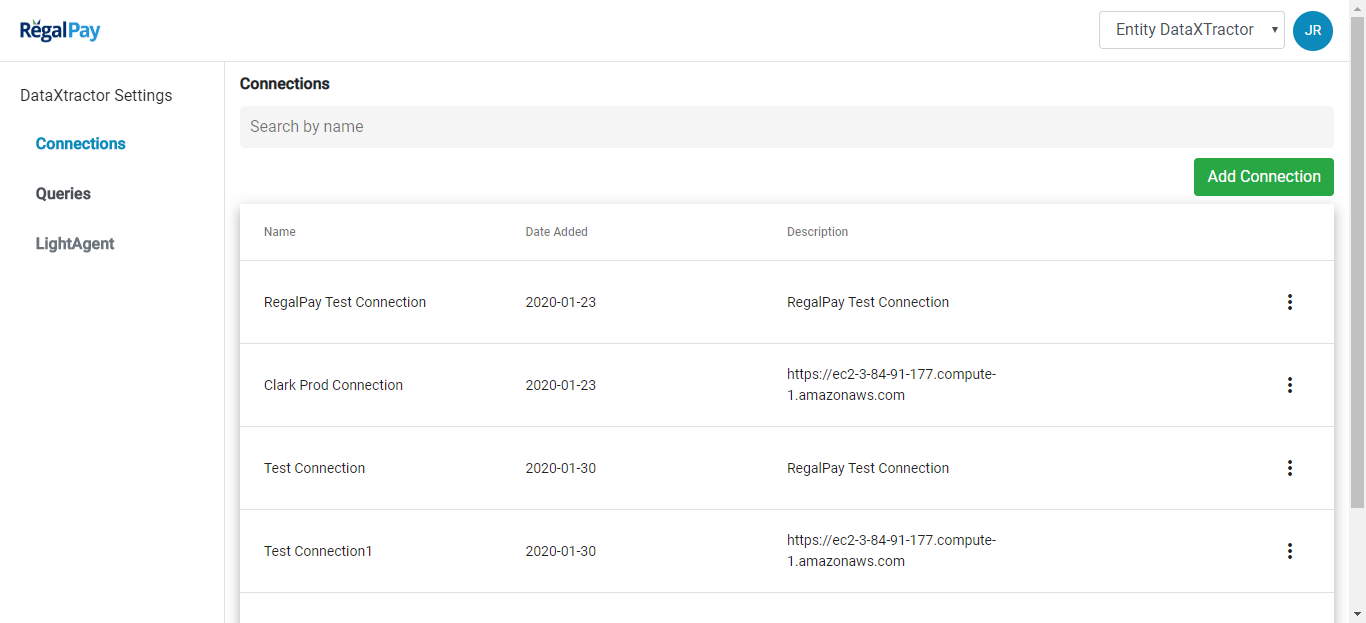 RegalPay
Entity DataXTractor
JR
DataXtractor Settings
Connections
Queries
LightAgent
Connections
Search by name
Add Connection
Name Date Added Description
RegalPay Test Connection 2020-01-23 RegalPay Test Connection
Clark Prod Connection 2020-01-23 https://ec2-3-84-91-177.compute-
1.amazonaws.com
Test Connection 2020-01-30 RegalPay Test Connection
Test Connection1 2020-01-30 https://ec2-3-84-91-177.compute-
1.amazonaws.com